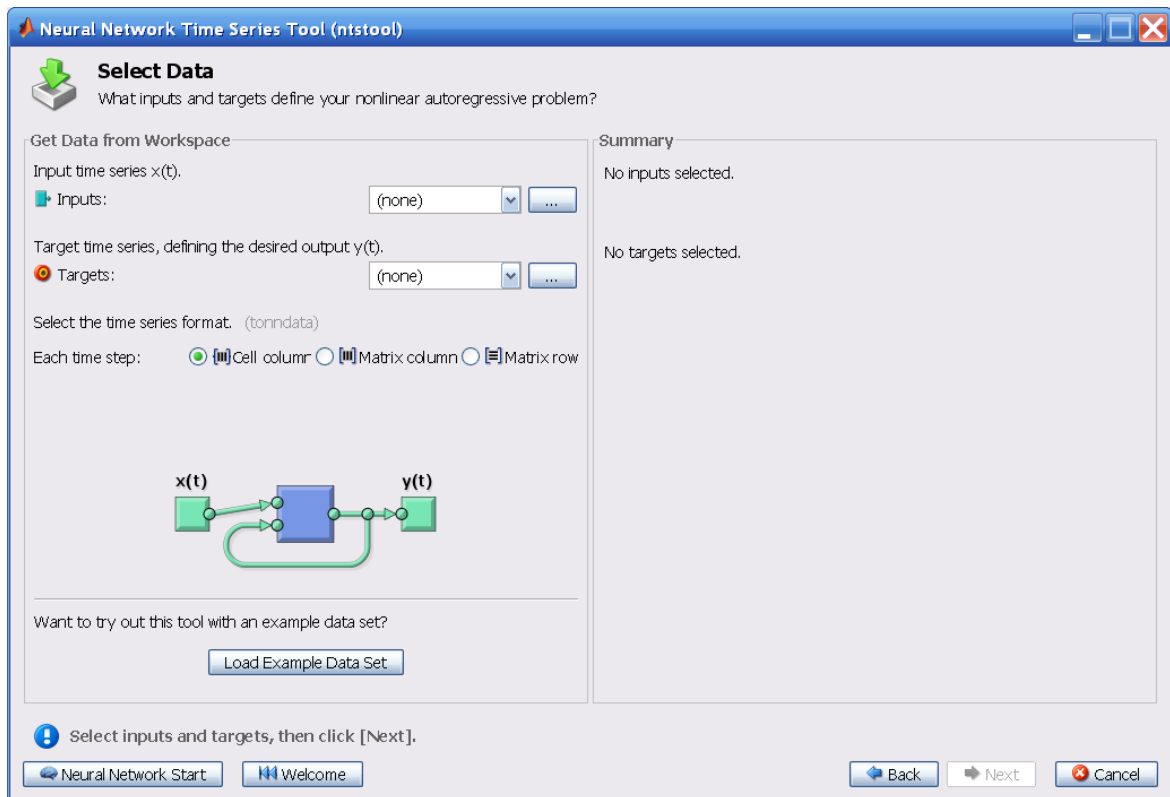 Neural Network Time Series Tool (ntstool)
Select Data
What inputs and targets define your nonlinear autoregressive problem?
Get Data from Workspace
Input time series x(t).
Inputs: (none) ...
Target time series, defining the desired output y(t).
Targets: (none) ...
Select the time series format. (tonndata)
Each time step: Cell column Matrix column Matrix row
x(t) y(t)
Want to try out this tool with an example data set?
Load Example Data Set
Summary
No inputs selected.
No targets selected.
Select inputs and targets, then click [Next].
Neural Network Start Welcome Back Next Cancel